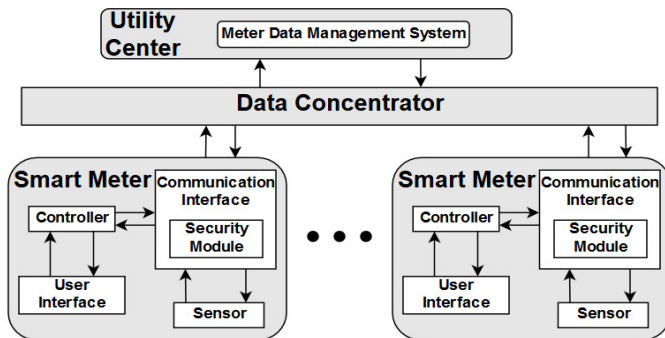 Utility
Center
Meter Data Management System
Data Concentrator
Smart Meter
Communication
Interface
Controller
Security
Module
User
Interface
Sensor
Smart Meter
Communication
Interface
Controller
Security
Module
User
Interface
Sensor